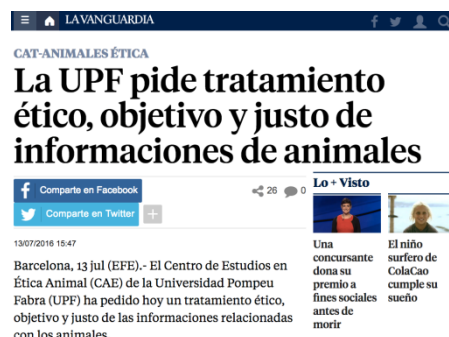 LAVANGUARDIA
CAT-ANIMALES ÉTICA
La UPF pide tratamiento
ético, objetivo y justo de
informaciones de animales
Comparte en Facebook
26
0
Comparte en Twitter
13/07/2016 15:47
Barcelona, 13 jul (EFE).- El Centro de Estudios en
Ética Animal (CAE) de la Universidad Pompeu
Fabra (UPF) ha pedido hoy un tratamiento ético,
objetivo y justo de las informaciones relacionadas
con los animales
Lo + Visto
Una
concursante
dona su
premio a
fines sociales
antes de
morir
El niño
surfero de
ColaCao
cumple su
sueño